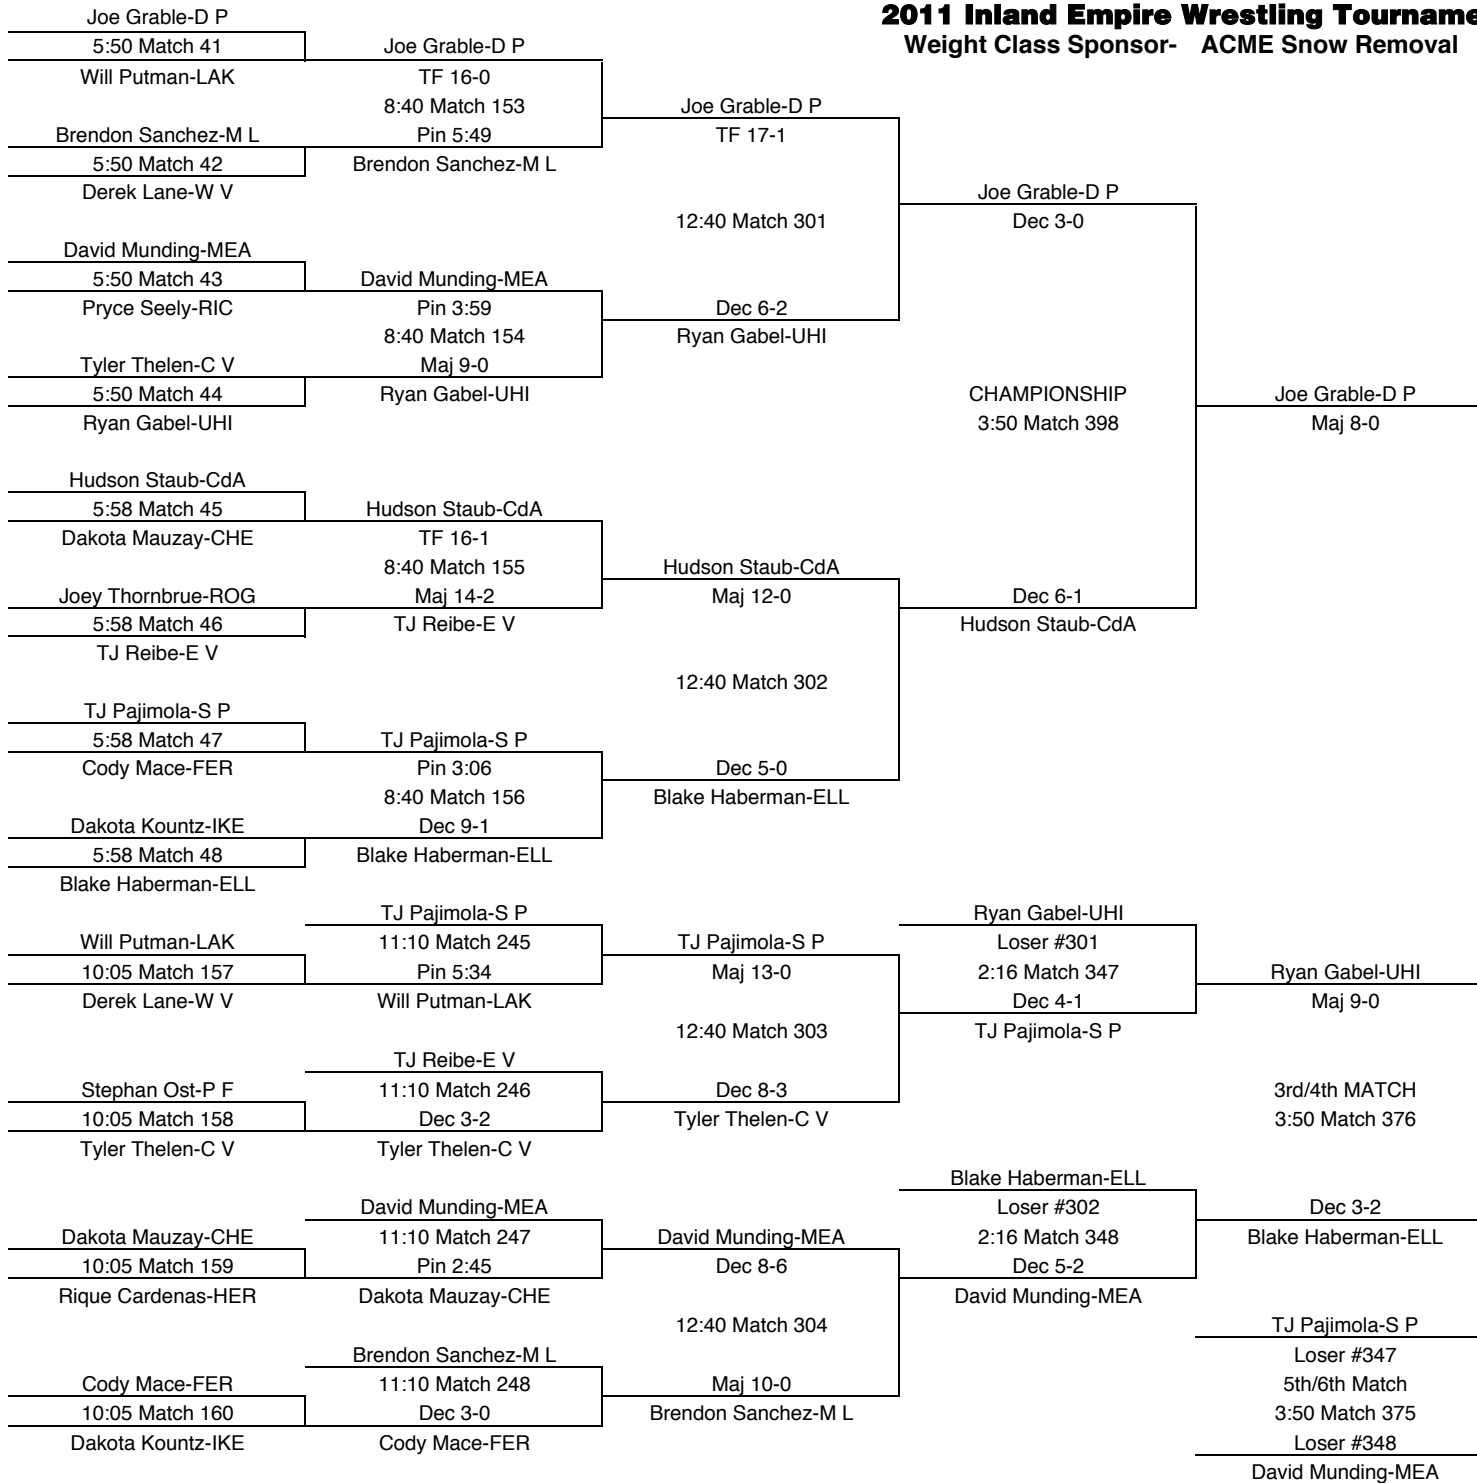 2011 Inland Empire Wrestling Tourname
Weight Class Sponsor- ACME Snow Removal
Joe Grable-D P
5:50 Match 41
Will Putman-LAK
Brendon Sanchez-M L
5:50 Match 42
Derek Lane-W V
David Munding-MEA
5:50 Match 43
Pryce Seely-RIC
Tyler Thelen-C V
5:50 Match 44
Ryan Gabel-UHI
Hudson Staub-CdA
5:58 Match 45
Dakota Mauzay-CHE
Joey Thornbrue-ROG
5:58 Match 46
TJ Reibe-E V
TJ Pajimola-S P
5:58 Match 47
Cody Mace-FER
Dakota Kountz-IKE
5:58 Match 48
Blake Haberman-ELL
Joe Grable-D P
TF 16-0
8:40 Match 153
Pin 5:49
Brendon Sanchez-M L
David Munding-MEA
Pin 3:59
8:40 Match 154
Maj 9-0
Ryan Gabel-UHI
Hudson Staub-CdA
TF 16-1
8:40 Match 155
Maj 14-2
TJ Reibe-E V
TJ Pajimola-S P
Pin 3:06
8:40 Match 156
Dec 9-1
Blake Haberman-ELL
Joe Grable-D P
TF 17-1
12:40 Match 301
Dec 6-2
Ryan Gabel-UHI
Hudson Staub-CdA
Maj 12-0
12:40 Match 302
Dec 5-0
Blake Haberman-ELL
Joe Grable-D P
Dec 3-0
CHAMPIONSHIP
3:50 Match 398
Dec 6-1
Hudson Staub-CdA
Joe Grable-D P
Maj 8-0
Will Putman-LAK
10:05 Match 157
Derek Lane-W V
Stephan Ost-P F
10:05 Match 158
Tyler Thelen-C V
Dakota Mauzay-CHE
10:05 Match 159
Rique Cardenas-HER
Cody Mace-FER
10:05 Match 160
Dakota Kountz-IKE
TJ Pajimola-S P
11:10 Match 245
Pin 5:34
Will Putman-LAK
TJ Reibe-E V
11:10 Match 246
Dec 3-2
Tyler Thelen-C V
David Munding-MEA
11:10 Match 247
Pin 2:45
Dakota Mauzay-CHE
Brendon Sanchez-M L
11:10 Match 248
Dec 3-0
Cody Mace-FER
TJ Pajimola-S P
Maj 13-0
12:40 Match 303
Dec 8-3
Tyler Thelen-C V
David Munding-MEA
Dec 8-6
12:40 Match 304
Maj 10-0
Brendon Sanchez-M L
Ryan Gabel-UHI
Loser #301
2:16 Match 347
Dec 4-1
TJ Pajimola-S P
Blake Haberman-ELL
Loser #302
2:16 Match 348
Dec 5-2
David Munding-MEA
Ryan Gabel-UHI
Maj 9-0
3rd/4th MATCH
3:50 Match 376
Dec 3-2
Blake Haberman-ELL
TJ Pajimola-S P
Loser #347
5th/6th Match
3:50 Match 375
Loser #348
David Munding-MEA